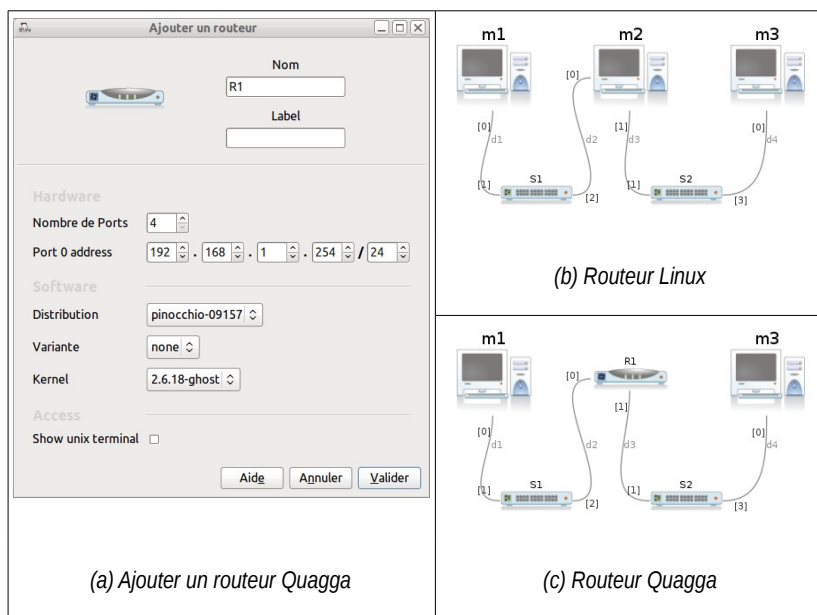 Ajouter un routeur
Nom
R1
Label
Hardware
Nombre de Ports 4
Port 0 address 192 . 168 . 1 . 254 / 24
Software
Distribution pinocchio-09157
Variante none
Kernel 2.6.18-ghost
Access
Show unix terminal
Aide Annuler Valider
(a) Ajouter un routeur Quagga
m1 m2 m3
[0]
[0] [1] [0]
d1 d2 d3 d4
S1 S2
[1] [2] [1] [3]
(b) Routeur Linux
m1 R1 m3
[0]
[1]
[0] [0]
d1 d2 d3 d4
S1 S2
[1] [2] [1] [3]
(c) Routeur Quagga